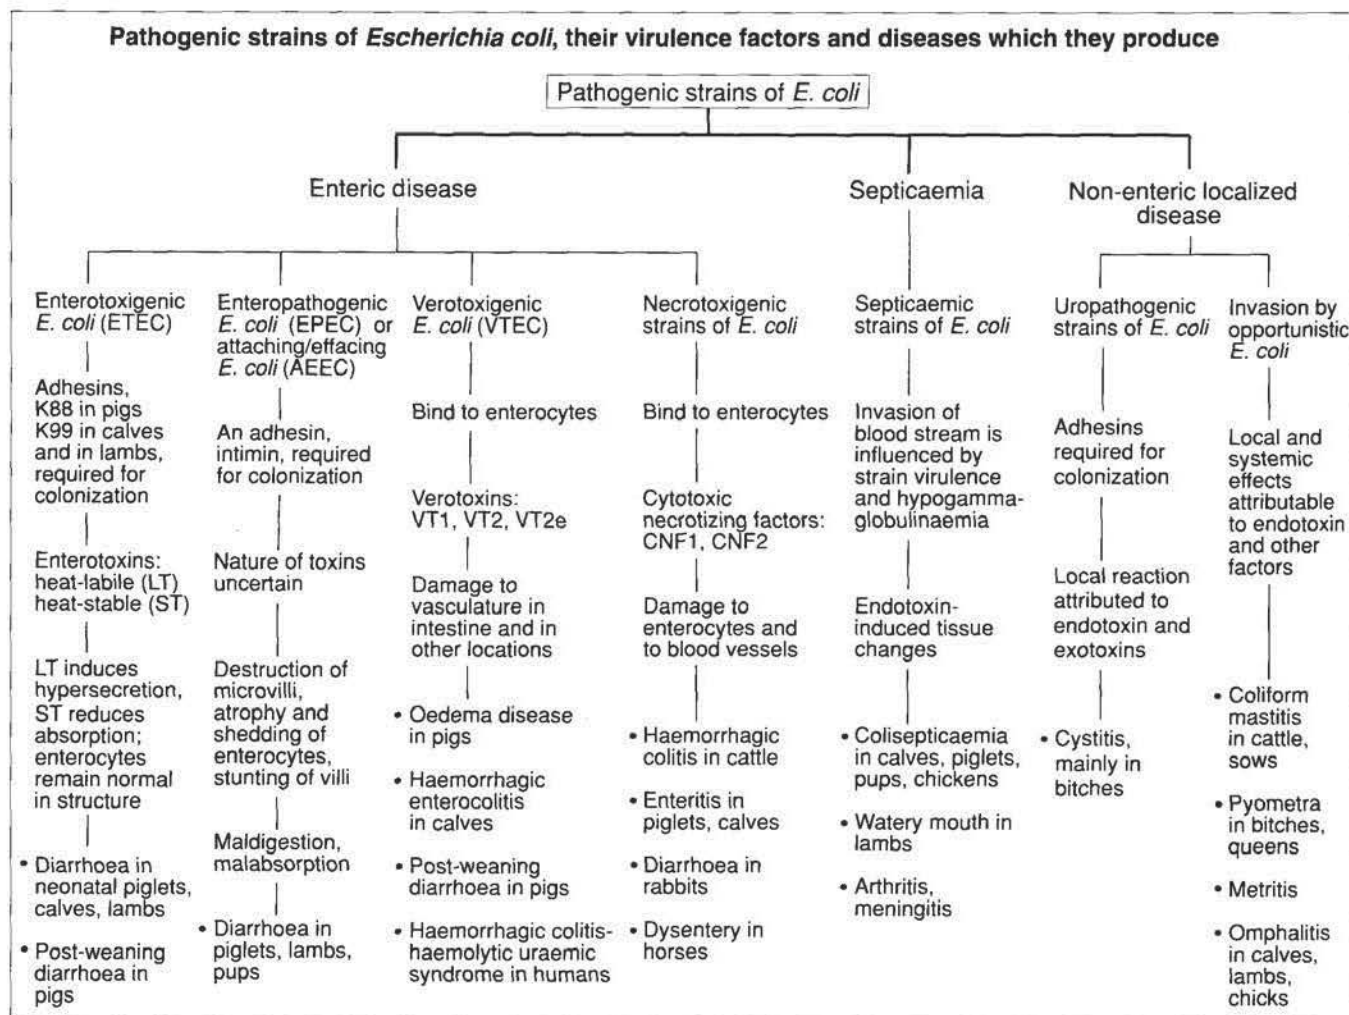 Pathogenic strains of Escherichia coli, their virulence factors and diseases which they produce
Pathogenic strains of E. coli
Enteric disease
Septicaemia
Non-enteric localized
disease
Enterotoxigenic
E. coli (ETEC)
Adhesins,
K88 in pigs
K99 in calves
and in lambs,
required for
colonization
Enterotoxins:
heat-labile (LT)
heat-stable (ST)
LT induces
hypersecretion,
ST reduces
absorption;
enterocytes
remain normal
in structure
• Diarrhoea in
neonatal piglets,
calves, lambs
• Post-weaning
diarrhoea in
pigs
Enteropathogenic
E. coli (EPEC) or
attaching/effacing
E. coli (AEEC)
An adhesin,
intimin, required
for colonization
Nature of toxins
uncertain
Destruction of
microvilli,
atrophy and
shedding of
enterocytes,
stunting of villi
Maldigestion,
malabsorption
• Diarrhoea in
piglets, lambs,
pups
Verotoxigenic
E. coli (VTEC)
Bind to enterocytes
Verotoxins:
VT1, VT2, VT2e
Damage to
vasculature in
intestine and in
other locations
• Oedema disease
in pigs
• Haemorrhagic
enterocolitis
in calves
• Post-weaning
diarrhoea in pigs
• Haemorrhagic colitis-
haemolytic uraemic
syndrome in humans
Necrotoxigenic
strains of E. coli
Bind to enterocytes
Cytotoxic
necrotizing factors:
CNF1, CNF2
Damage to
enterocytes and
to blood vessels
• Haemorrhagic
colitis in cattle
• Enteritis in
piglets, calves
• Diarrhoea in
rabbits
• Dysentery in
horses
Septicaemic
strains of E. coli
Invasion of
blood stream is
influenced by
strain virulence
and hypogamma-
globulinaemia
Endotoxin-
induced tissue
changes
• Colisepticaemia
in calves, piglets,
pups, chickens
• Watery mouth in
lambs
• Arthritis,
meningitis
Uropathogenic
strains of E. coli
Adhesins
required for
colonization
Local reaction
attributed to
endotoxin and
exotoxins
• Cystitis,
mainly in
bitches
Invasion by
opportunistic
E. coli
Local and
systemic
effects
attributable
to endotoxin
and other
factors
• Coliform
mastitis
in cattle,
sows
• Pyometra
in bitches,
queens
• Metritis
• Omphalitis
in calves,
lambs,
chicks